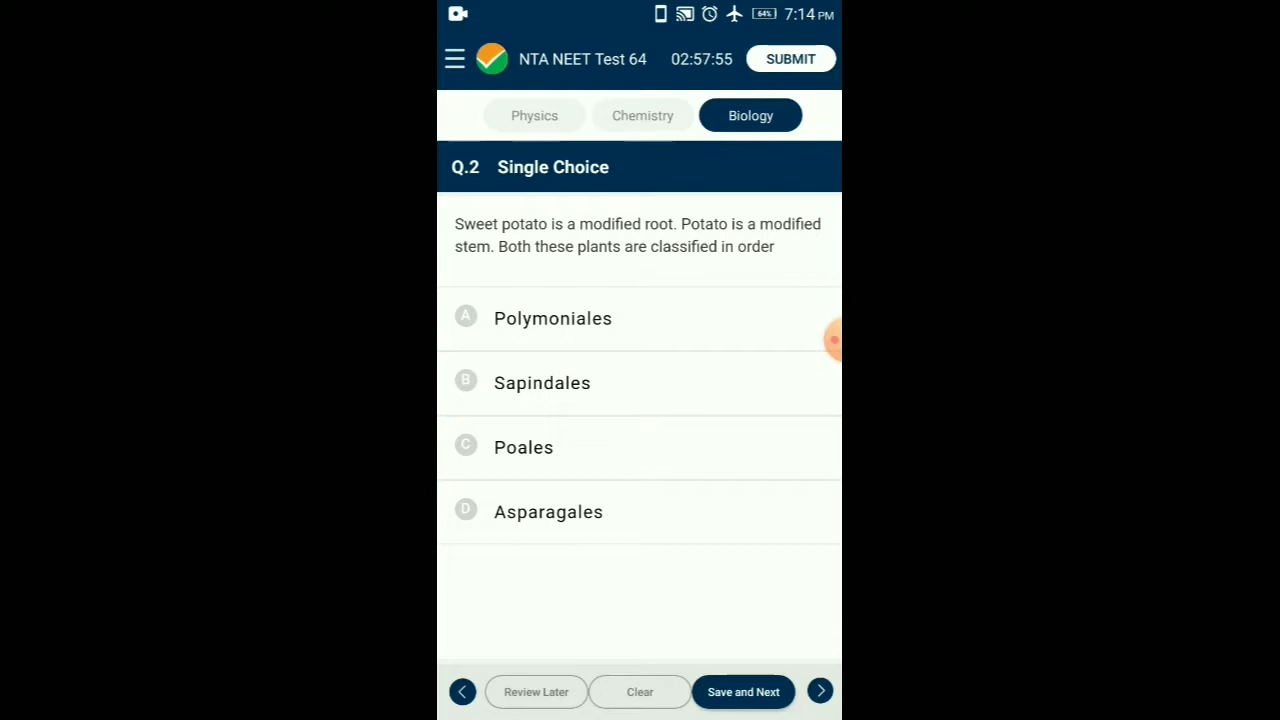 64% 7:14 PM
NTA NEET Test 64 02:57:55 SUBMIT
Physics Chemistry Biology
Q.2 Single Choice
Sweet potato is a modified root. Potato is a modified
stem. Both these plants are classified in order
A Polymoniales
B Sapindales
C Poales
D Asparagales
Review Later Clear Save and Next